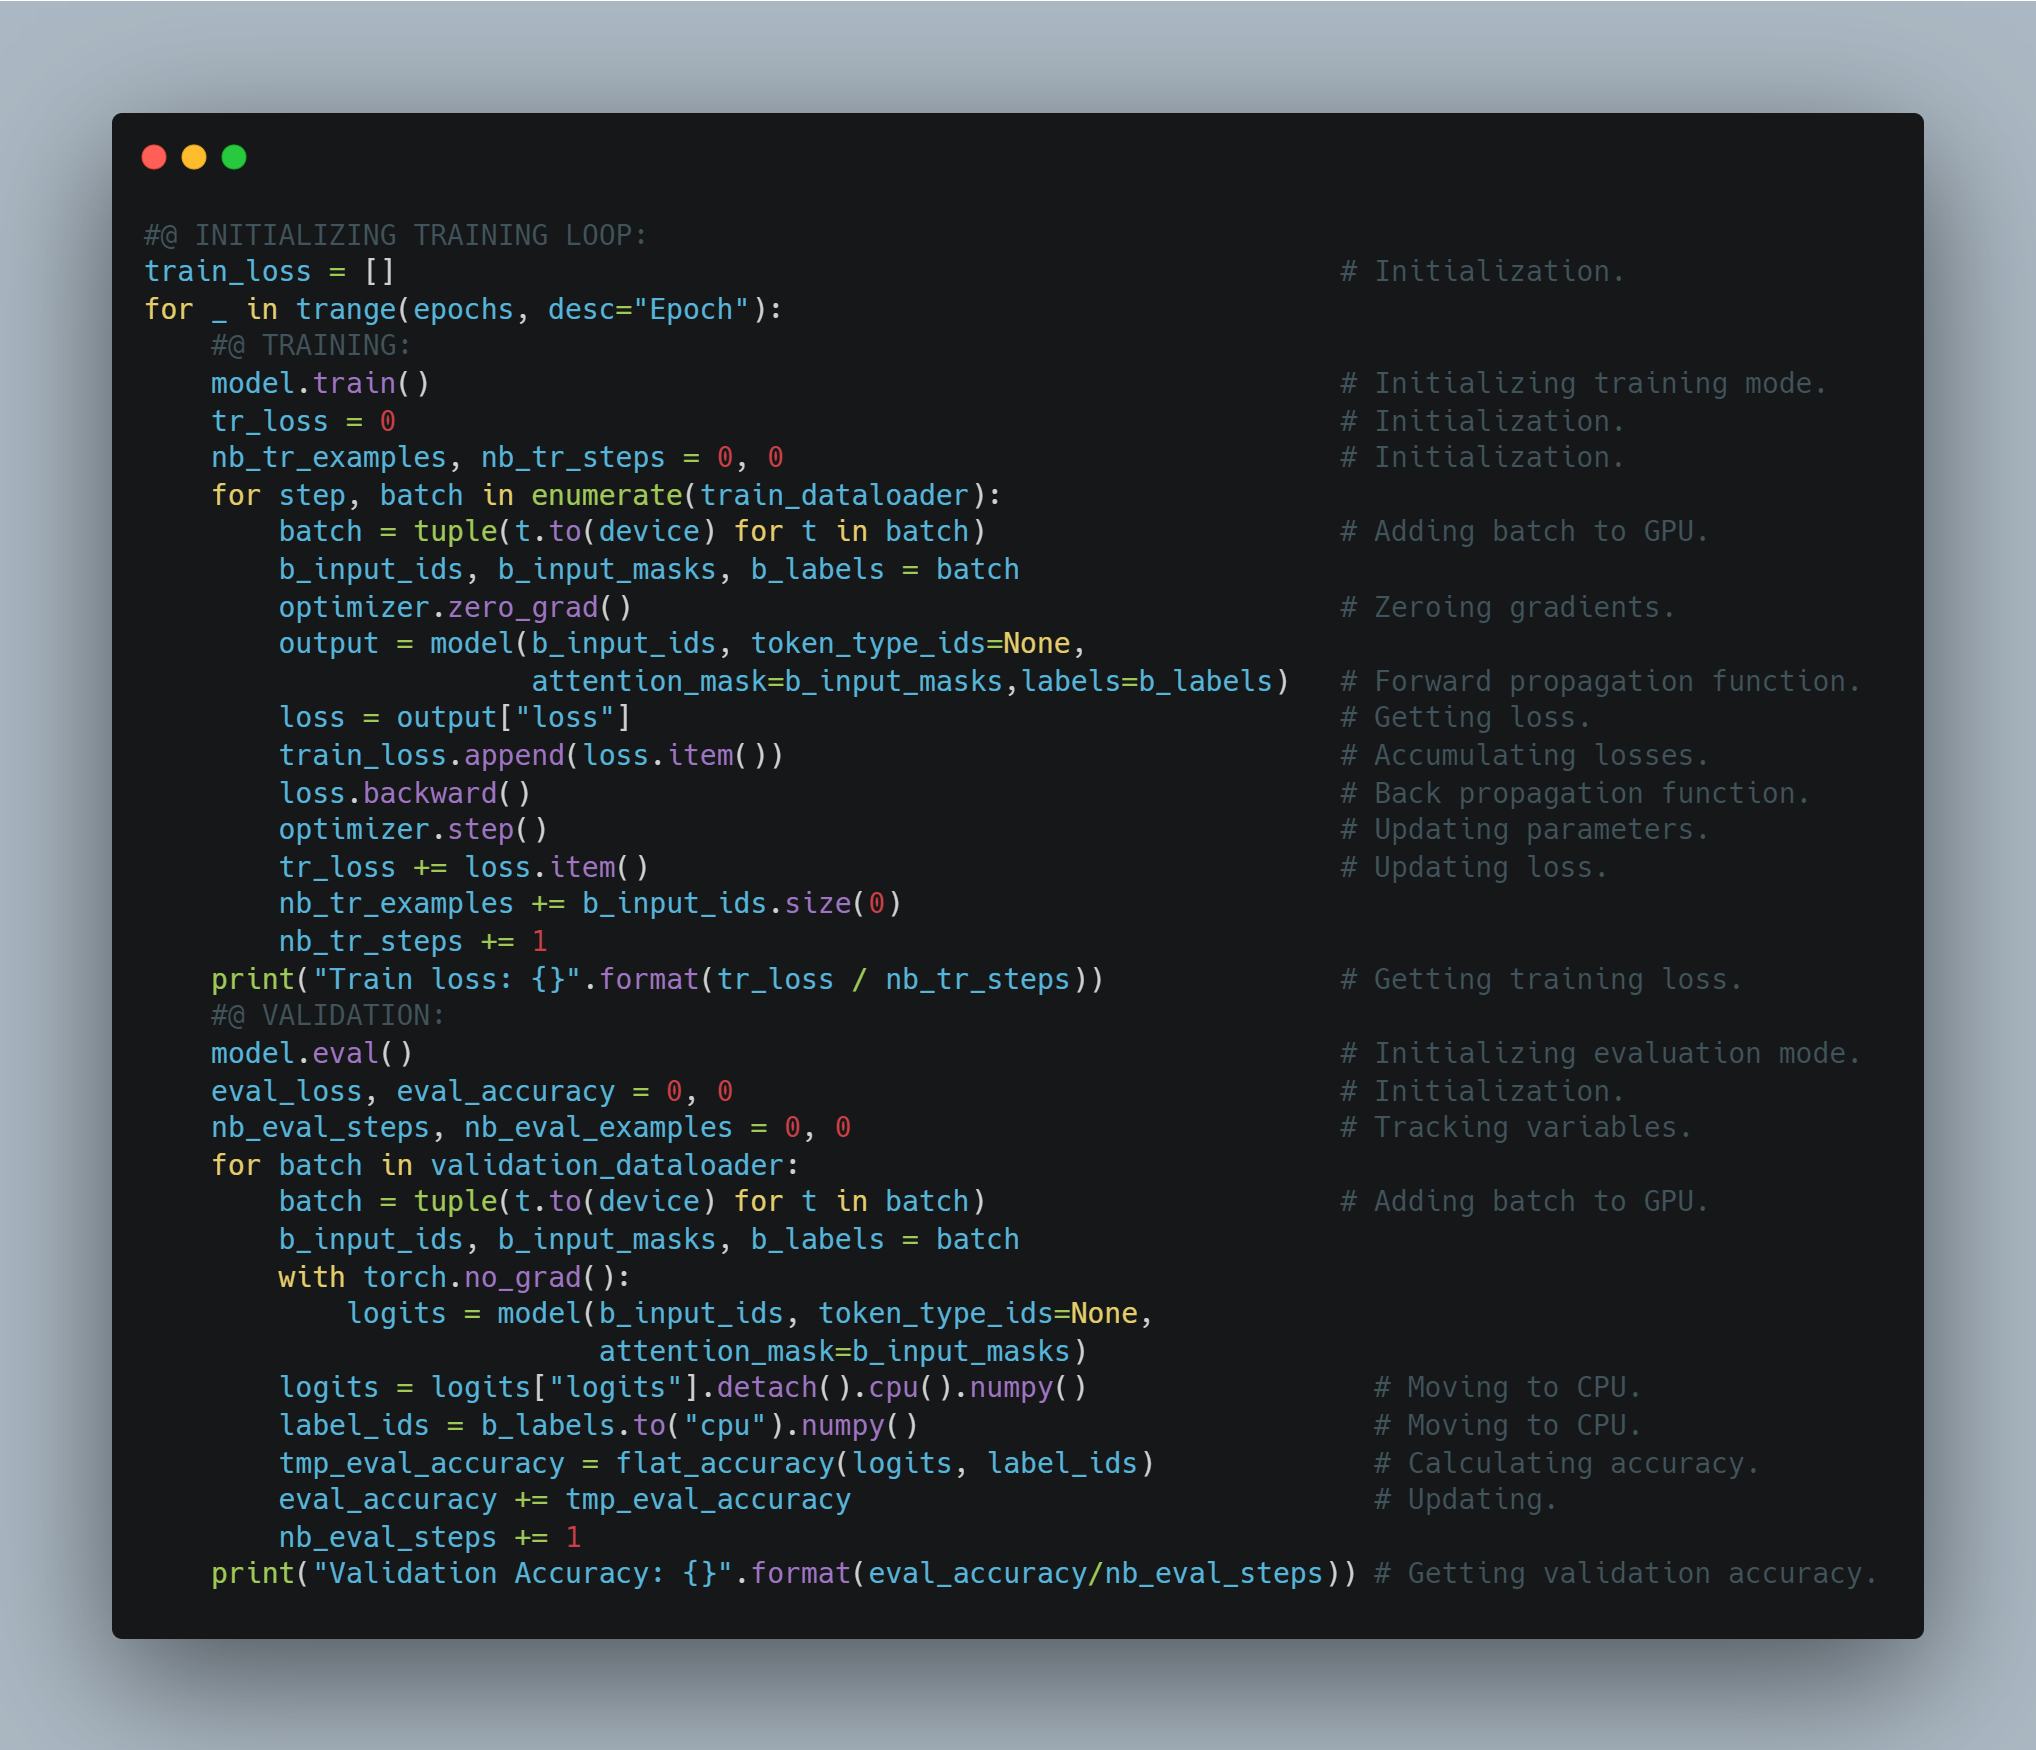 #@ INITIALIZING TRAINING LOOP:
train_loss = []                                                        # Initialization.
for _ in trange(epochs, desc="Epoch"):
    #@ TRAINING:
    model.train()                                                      # Initializing training mode.
    tr_loss = 0                                                        # Initialization.
    nb_tr_examples, nb_tr_steps = 0, 0                                 # Initialization.
    for step, batch in enumerate(train_dataloader):
        batch = tuple(t.to(device) for t in batch)                     # Adding batch to GPU.
        b_input_ids, b_input_masks, b_labels = batch
        optimizer.zero_grad()                                          # Zeroing gradients.
        output = model(b_input_ids, token_type_ids=None,
                       attention_mask=b_input_masks,labels=b_labels)   # Forward propagation function.
        loss = output["loss"]                                          # Getting loss.
        train_loss.append(loss.item())                                 # Accumulating losses.
        loss.backward()                                                # Back propagation function.
        optimizer.step()                                               # Updating parameters.
        tr_loss += loss.item()                                         # Updating loss.
        nb_tr_examples += b_input_ids.size(0)
        nb_tr_steps += 1
    print("Train loss: {}".format(tr_loss / nb_tr_steps))              # Getting training loss.
    #@ VALIDATION:
    model.eval()                                                       # Initializing evaluation mode.
    eval_loss, eval_accuracy = 0, 0                                    # Initialization.
    nb_eval_steps, nb_eval_examples = 0, 0                             # Tracking variables.
    for batch in validation_dataloader:
        batch = tuple(t.to(device) for t in batch)                     # Adding batch to GPU.
        b_input_ids, b_input_masks, b_labels = batch
        with torch.no_grad():
            logits = model(b_input_ids, token_type_ids=None,
                           attention_mask=b_input_masks)
        logits = logits["logits"].detach().cpu().numpy()                 # Moving to CPU.
        label_ids = b_labels.to("cpu").numpy()                           # Moving to CPU.
        tmp_eval_accuracy = flat_accuracy(logits, label_ids)             # Calculating accuracy.
        eval_accuracy += tmp_eval_accuracy                               # Updating.
        nb_eval_steps += 1
    print("Validation Accuracy: {}".format(eval_accuracy/nb_eval_steps)) # Getting validation accuracy.